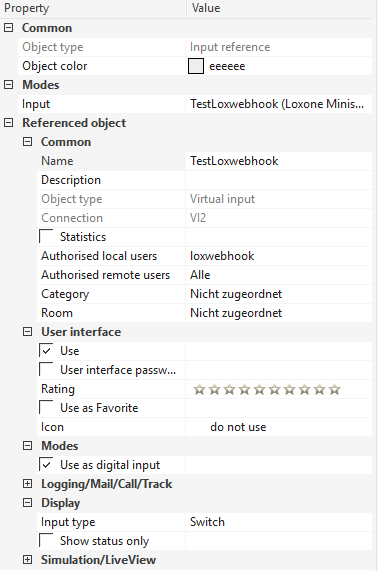 Property Value
Common
Object type Input reference
Object color eeeeee
Modes
Input TestLoxwebhook (Loxone Minis...
Referenced object
Common
Name TestLoxwebhook
Description
Object type Virtual input
Connection VI2
Statistics
Authorised local users loxwebhook
Authorised remote users Alle
Category Nicht zugeordnet
Room Nicht zugeordnet
User interface
Use
User interface passw...
Rating
Use as Favorite
Icon do not use
Modes
Use as digital input
Logging/Mail/Call/Track
Display
Input type Switch
Show status only
Simulation/LiveView